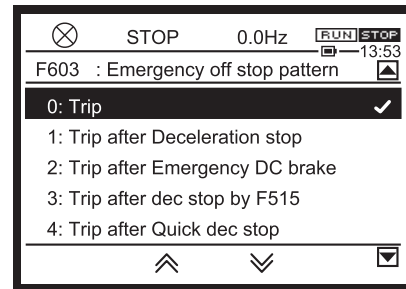 STOP 0.0Hz RUN STOP
13:53
F603 : Emergency off stop pattern
0: Trip
1: Trip after Deceleration stop
2: Trip after Emergency DC brake
3: Trip after dec stop by F515
4: Trip after Quick dec stop